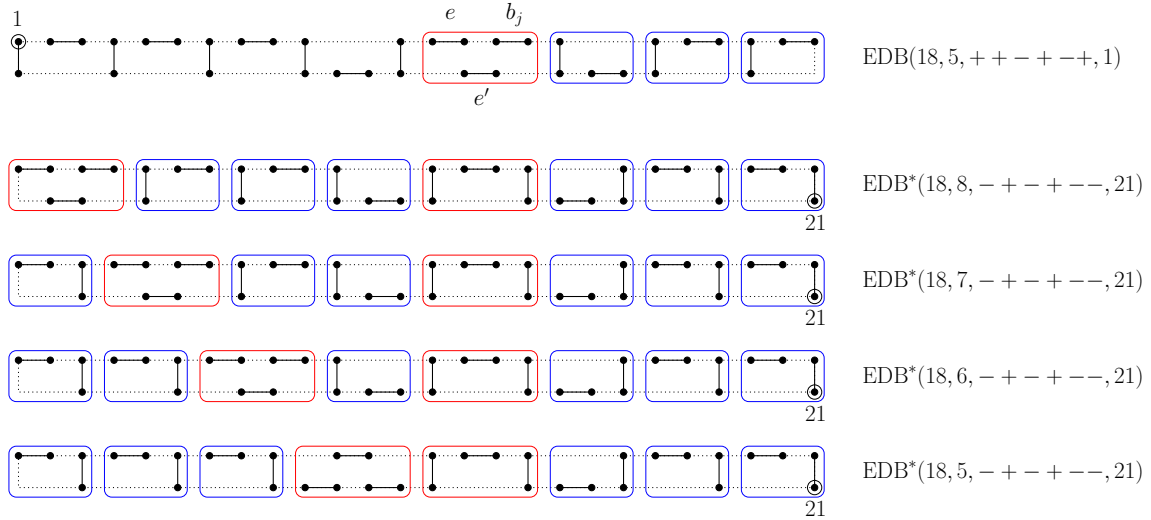 1
e b_j
EDB(18, 5, + + − + −+, 1)
e′
EDB*(18, 8, − + − + −−, 21)
21
EDB*(18, 7, − + − + −−, 21)
21
EDB*(18, 6, − + − + −−, 21)
21
EDB*(18, 5, − + − + −−, 21)
21